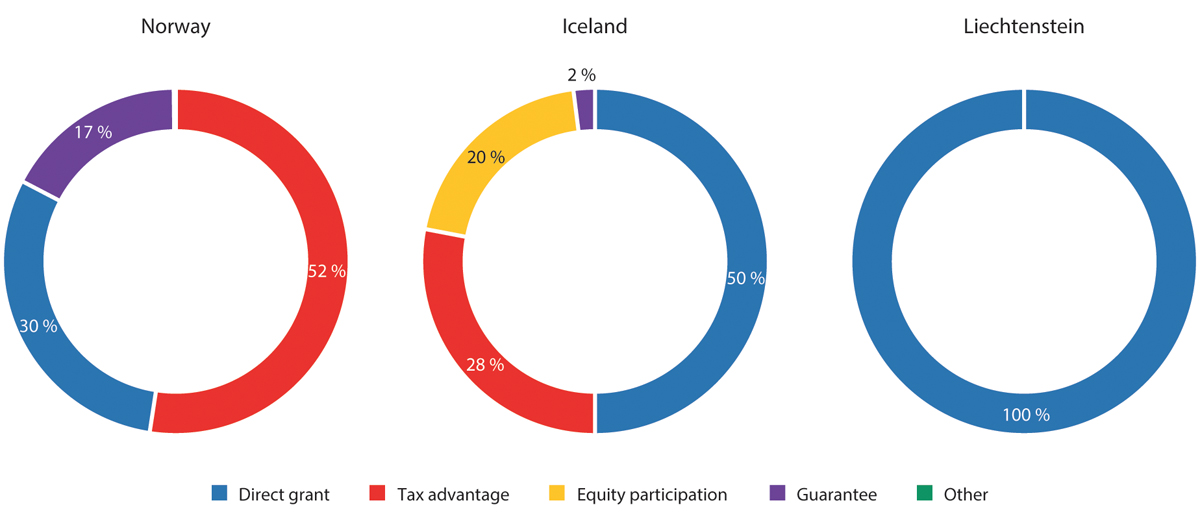 Norway
Iceland
Liechtenstein
2 %
17 %
20 %
52 %
50 %
30 %
28 %
100 %
Direct grant
Tax advantage
Equity participation
Guarantee
Other